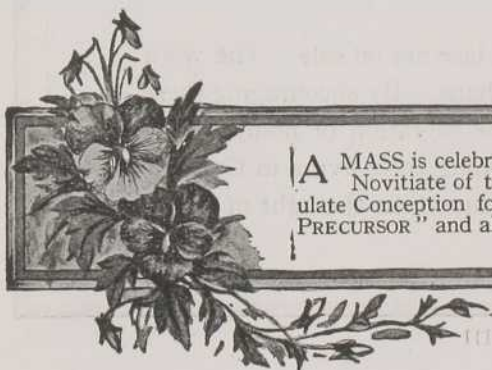 A MASS is celebr
Novitiate of t
ulate Conception fo
PRECURSOR" and a